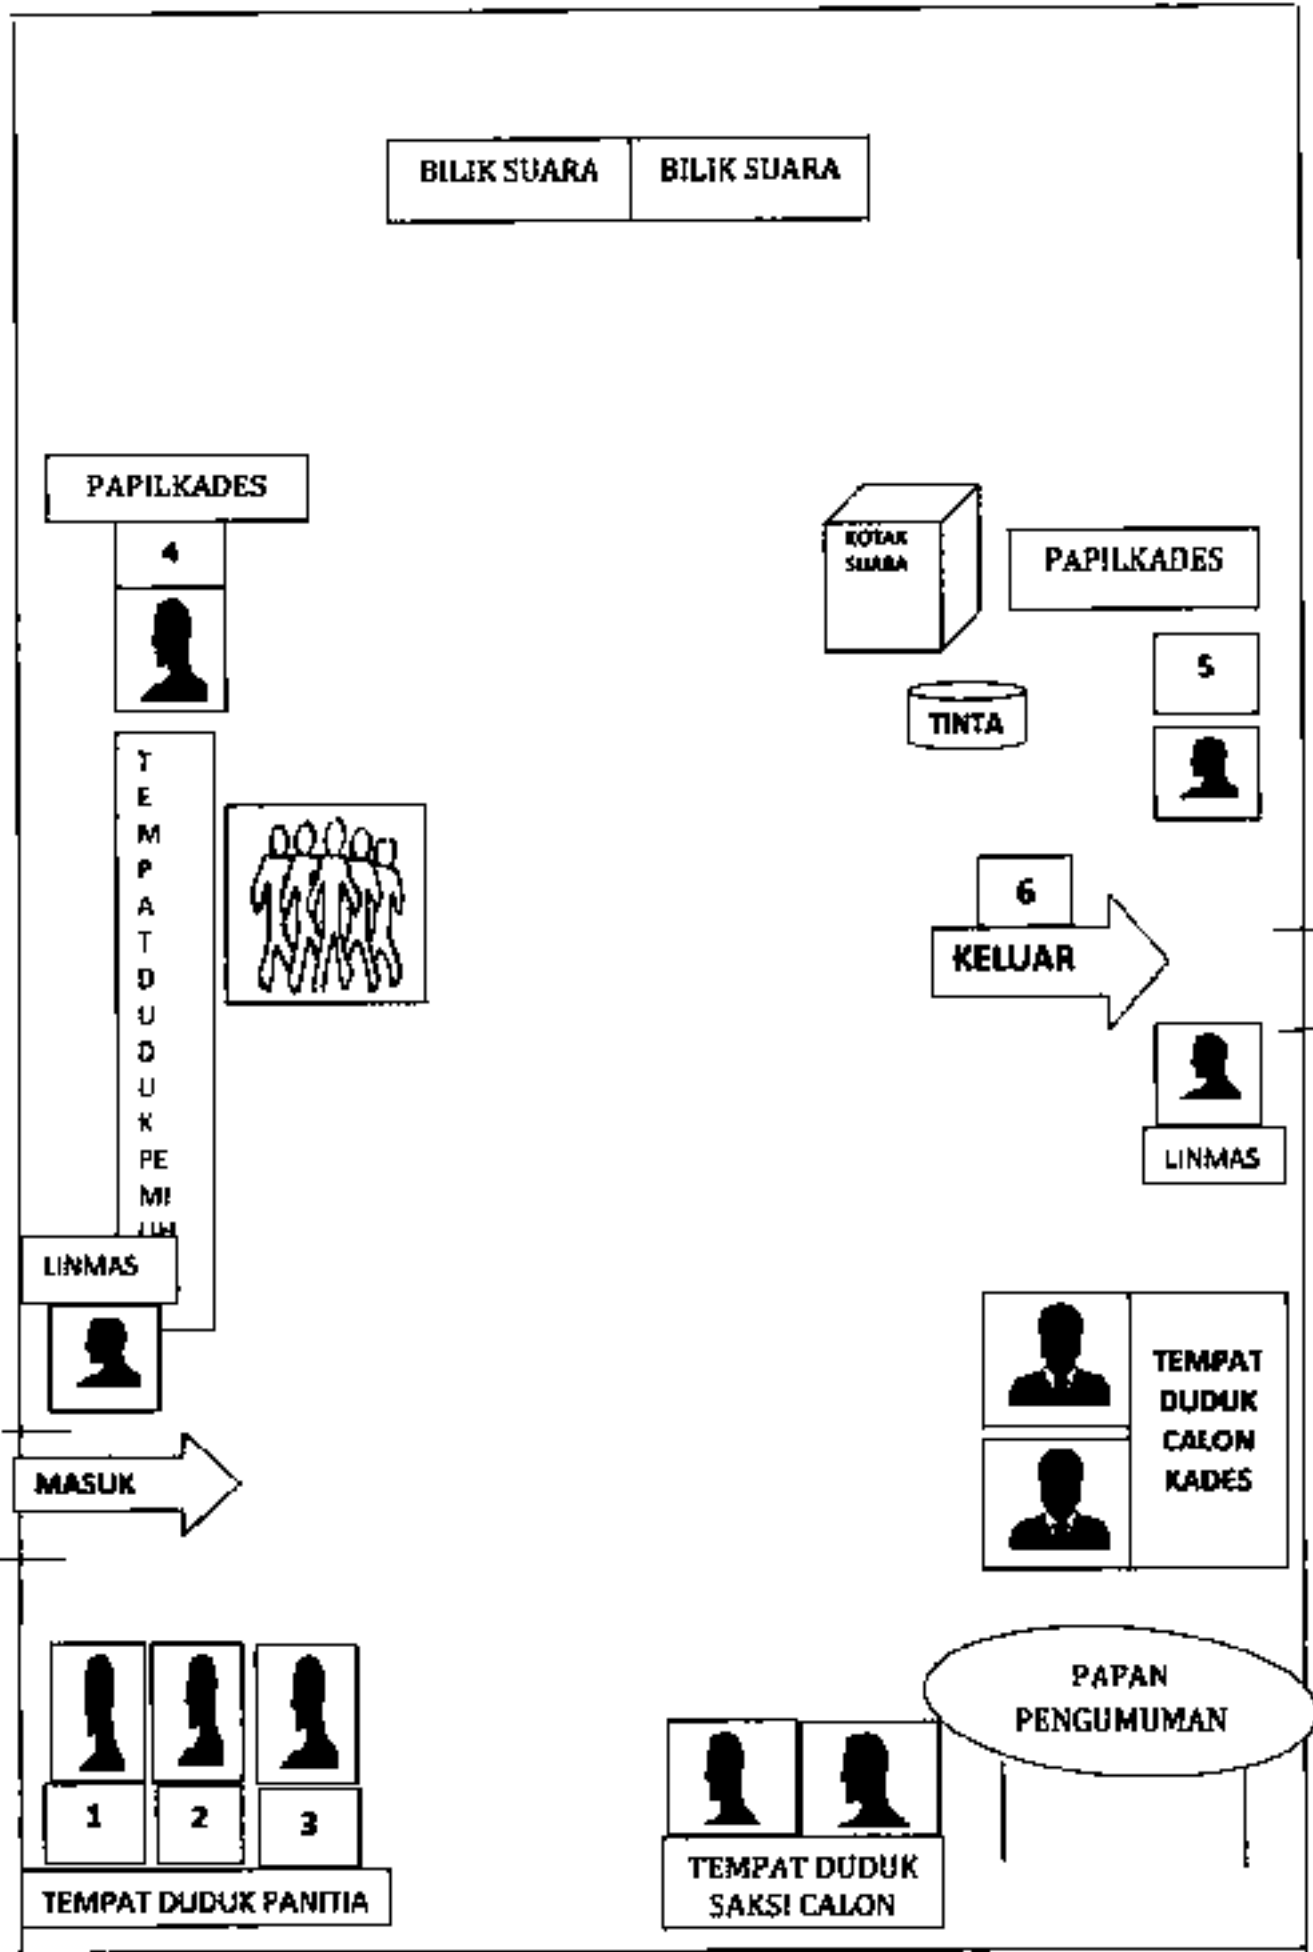 BILIK SUARA
BILIK SUARA
PAPILKADES
4
KOTAK
SUARA
PAPILKADES
5
TINTA
T
E
M
P
A
T
D
U
D
U
K
PE
MI
6
KELUAR
LINMAS
LINMAS
MASUK
TEMPAT
DUDUK
CALON
KADES
PAPAN
PENGUMUMAN
1
2
3
TEMPAT DUDUK PANITIA
TEMPAT DUDUK
SAKSI CALON